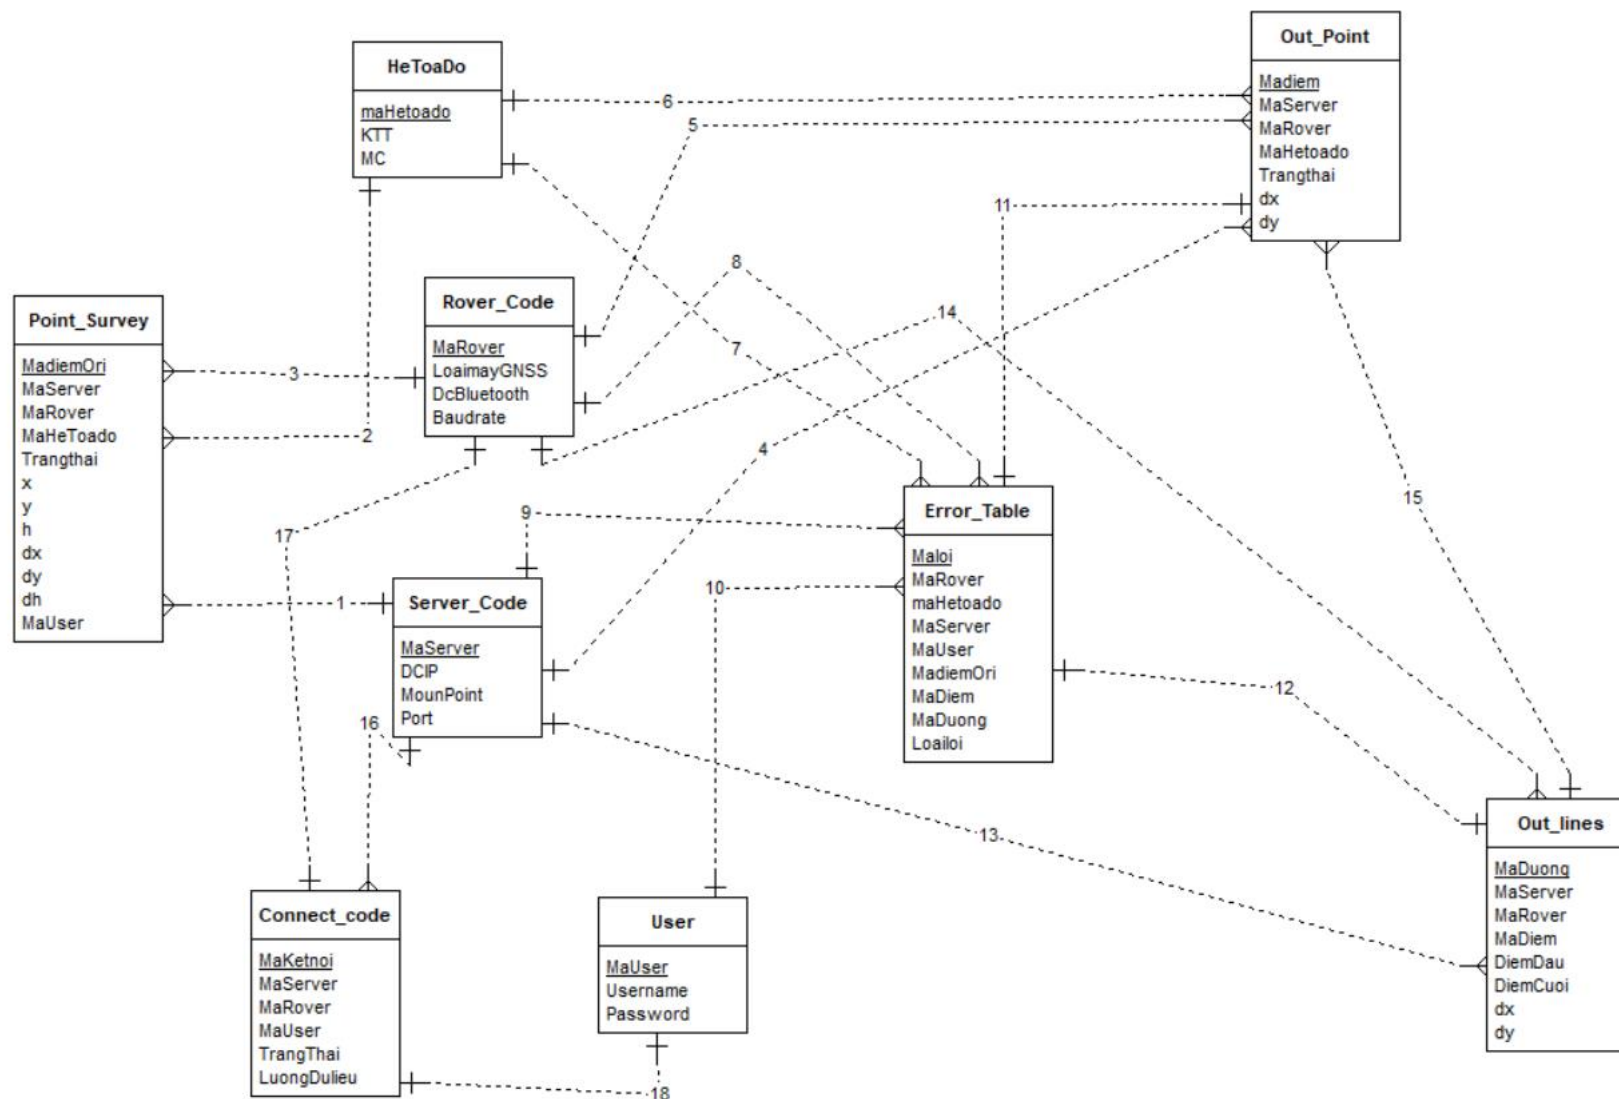 HeToaDo
maHetoado
KTT
MC
Out_Point
Madiem
MaServer
MaRover
MaHetoado
Trangthai
dx
dy
Point_Survey
MadiemOri
MaServer
MaRover
MaHeToado
Trangthai
x
y
h
dx
dy
dh
MaUser
Rover_Code
MaRover
LoaimayGNSS
DcBluetooth
Baudrate
Server_Code
MaServer
DCIP
MounPoint
Port
Error_Table
Maloi
MaRover
maHetoado
MaServer
MaUser
MadiemOri
MaDiem
MaDuong
Loailoi
Out_lines
MaDuong
MaServer
MaRover
MaDiem
DiemDau
DiemCuoi
dx
dy
Connect_code
MaKetnoi
MaServer
MaRover
MaUser
TrangThai
LuongDulieu
User
MaUser
Username
Password
6
5
11
8
14
7
3
2
4
15
9
17
10
1
12
16
13
18